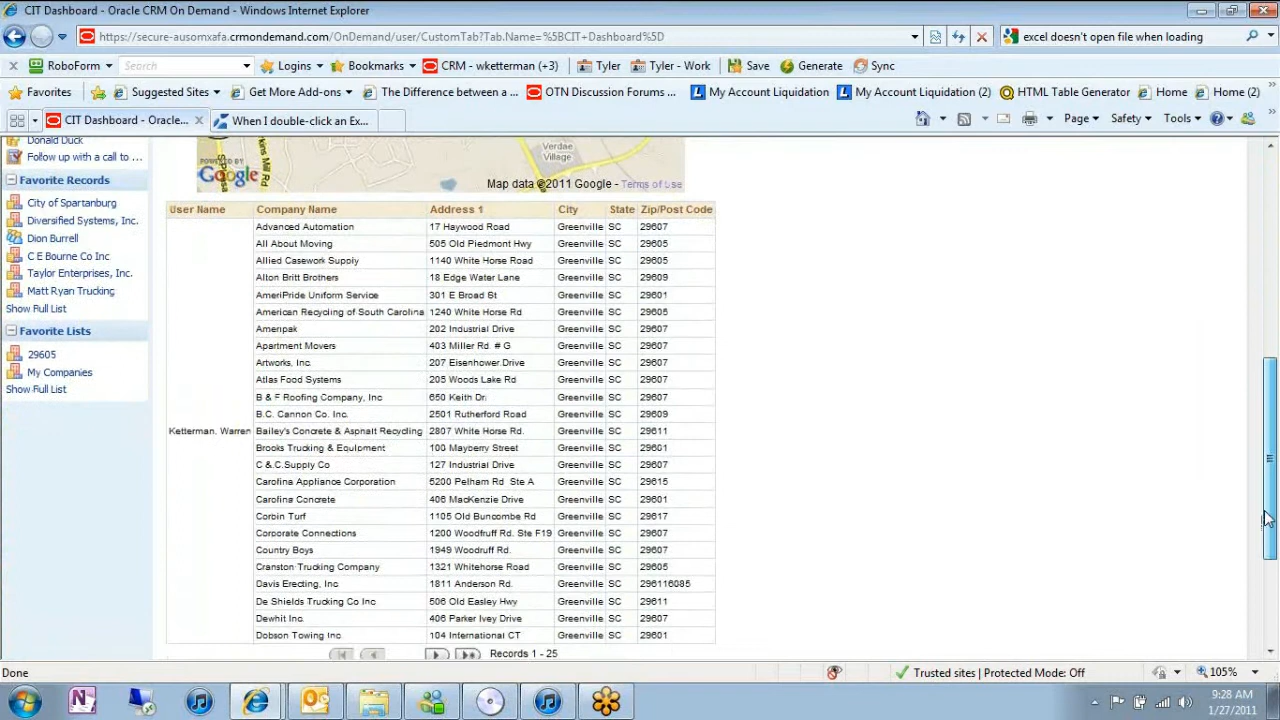 CIT Dashboard - Oracle CRM On Demand - Windows Internet Explorer
https://secure-ausomxafa.crmondemand.com/OnDemand/user/CustomTab?Tab.Name=%5BCIT+Dashboard%5D
excel doesn't open file when loading
RoboForm Search Logins Bookmarks CRM - wketterman (+3) Tyler Tyler - Work Save Generate Sync
Favorites Suggested Sites Get More Add-ons The Difference between a ... OTN Discussion Forums ... My Account Liquidation My Account Liquidation (2) HTML Table Generator Home Home (2)
CIT Dashboard - Oracle... When I double-click an Ex... Page Safety Tools
Donald Duck
Follow up with a call to ...
Favorite Records
City of Spartanburg
Diversified Systems, Inc.
Dion Burrell
C E Bourne Co Inc
Taylor Enterprises, Inc.
Matt Ryan Trucking
Show Full List
Favorite Lists
29605
My Companies
Show Full List
Verdae
Village
POWERED BY
Google
Map data ©2011 Google - Terms of Use
User Name Company Name Address 1 City State Zip/Post Code
Advanced Automation 17 Haywood Road Greenville SC 29607
All About Moving 505 Old Piedmont Hwy Greenville SC 29605
Allied Casework Supply 1140 White Horse Road Greenville SC 29605
Alton Britt Brothers 18 Edge Water Lane Greenville SC 29609
AmeriPride Uniform Service 301 E Broad St Greenville SC 29601
American Recycling of South Carolina 1240 White Horse Rd Greenville SC 29605
Ameripak 202 Industrial Drive Greenville SC 29607
Apartment Movers 403 Miller Rd # G Greenville SC 29607
Artworks, Inc. 207 Eisenhower Drive Greenville SC 29607
Atlas Food Systems 205 Woods Lake Rd Greenville SC 29607
B & F Roofing Company, Inc 650 Keith Dr. Greenville SC 29607
B.C. Cannon Co. Inc. 2501 Rutherford Road Greenville SC 29609
Ketterman, Warren Bailey's Concrete & Asphalt Recycling 2807 White Horse Rd. Greenville SC 29611
Brooks Trucking & Equipment 100 Mayberry Street Greenville SC 29601
C & C Supply Co 127 Industrial Drive Greenville SC 29607
Carolina Appliance Corporation 5200 Pelham Rd Ste A Greenville SC 29615
Carolina Concrete 406 MacKenzie Drive Greenville SC 29601
Corbin Turf 1105 Old Buncombe Rd Greenville SC 29617
Corporate Connections 1200 Woodfruff Rd. Ste F19 Greenville SC 29607
Country Boys 1949 Woodruff Rd. Greenville SC 29607
Cranston Trucking Company 1321 Whitehorse Road Greenville SC 29605
Davis Erecting, Inc 1811 Anderson Rd. Greenville SC 296116085
De Shields Trucking Co Inc 506 Old Easley Hwy Greenville SC 29611
Dewhit Inc. 406 Parker Ivey Drive Greenville SC 29607
Dobson Towing Inc 104 International CT Greenville SC 29601
Records 1 - 25
Done Trusted sites | Protected Mode: Off 105%
9:28 AM
1/27/2011